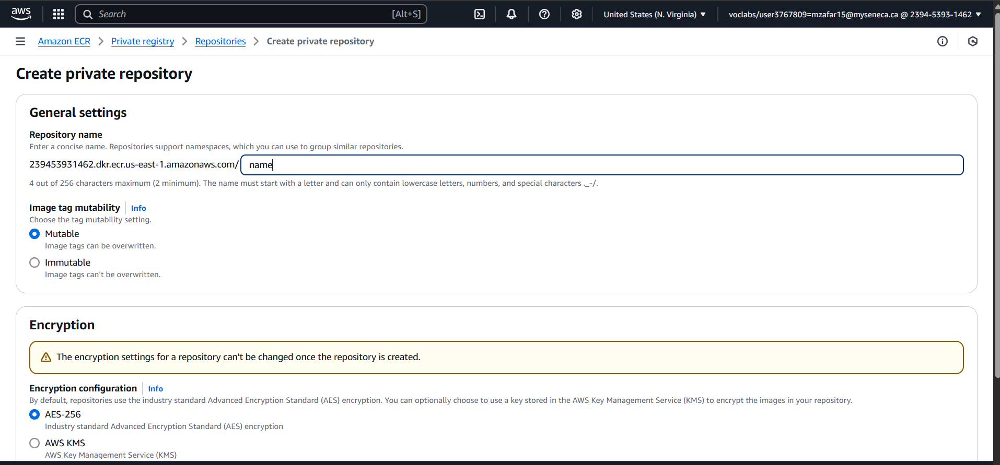 aws
Search [Alt+S]
United States (N. Virginia)
voclabs/user3767809=mzafar15@myseneca.ca @ 2394-5393-1462
Amazon ECR
Private registry
Repositories
Create private repository
Create private repository
General settings
Repository name
Enter a concise name. Repositories support namespaces, which you can use to group similar repositories.
239453931462.dkr.ecr.us-east-1.amazonaws.com/ name
4 out of 256 characters maximum (2 minimum). The name must start with a letter and can only contain lowercase letters, numbers, and special characters ._-/.
Image tag mutability Info
Choose the tag mutability setting.
Mutable
Image tags can be overwritten.
Immutable
Image tags can't be overwritten.
Encryption
The encryption settings for a repository can't be changed once the repository is created.
Encryption configuration Info
By default, repositories use the industry standard Advanced Encryption Standard (AES) encryption. You can optionally choose to use a key stored in the AWS Key Management Service (KMS) to encrypt the images in your repository.
AES-256
Industry standard Advanced Encryption Standard (AES) encryption
AWS KMS
AWS Key Management Service (KMS)